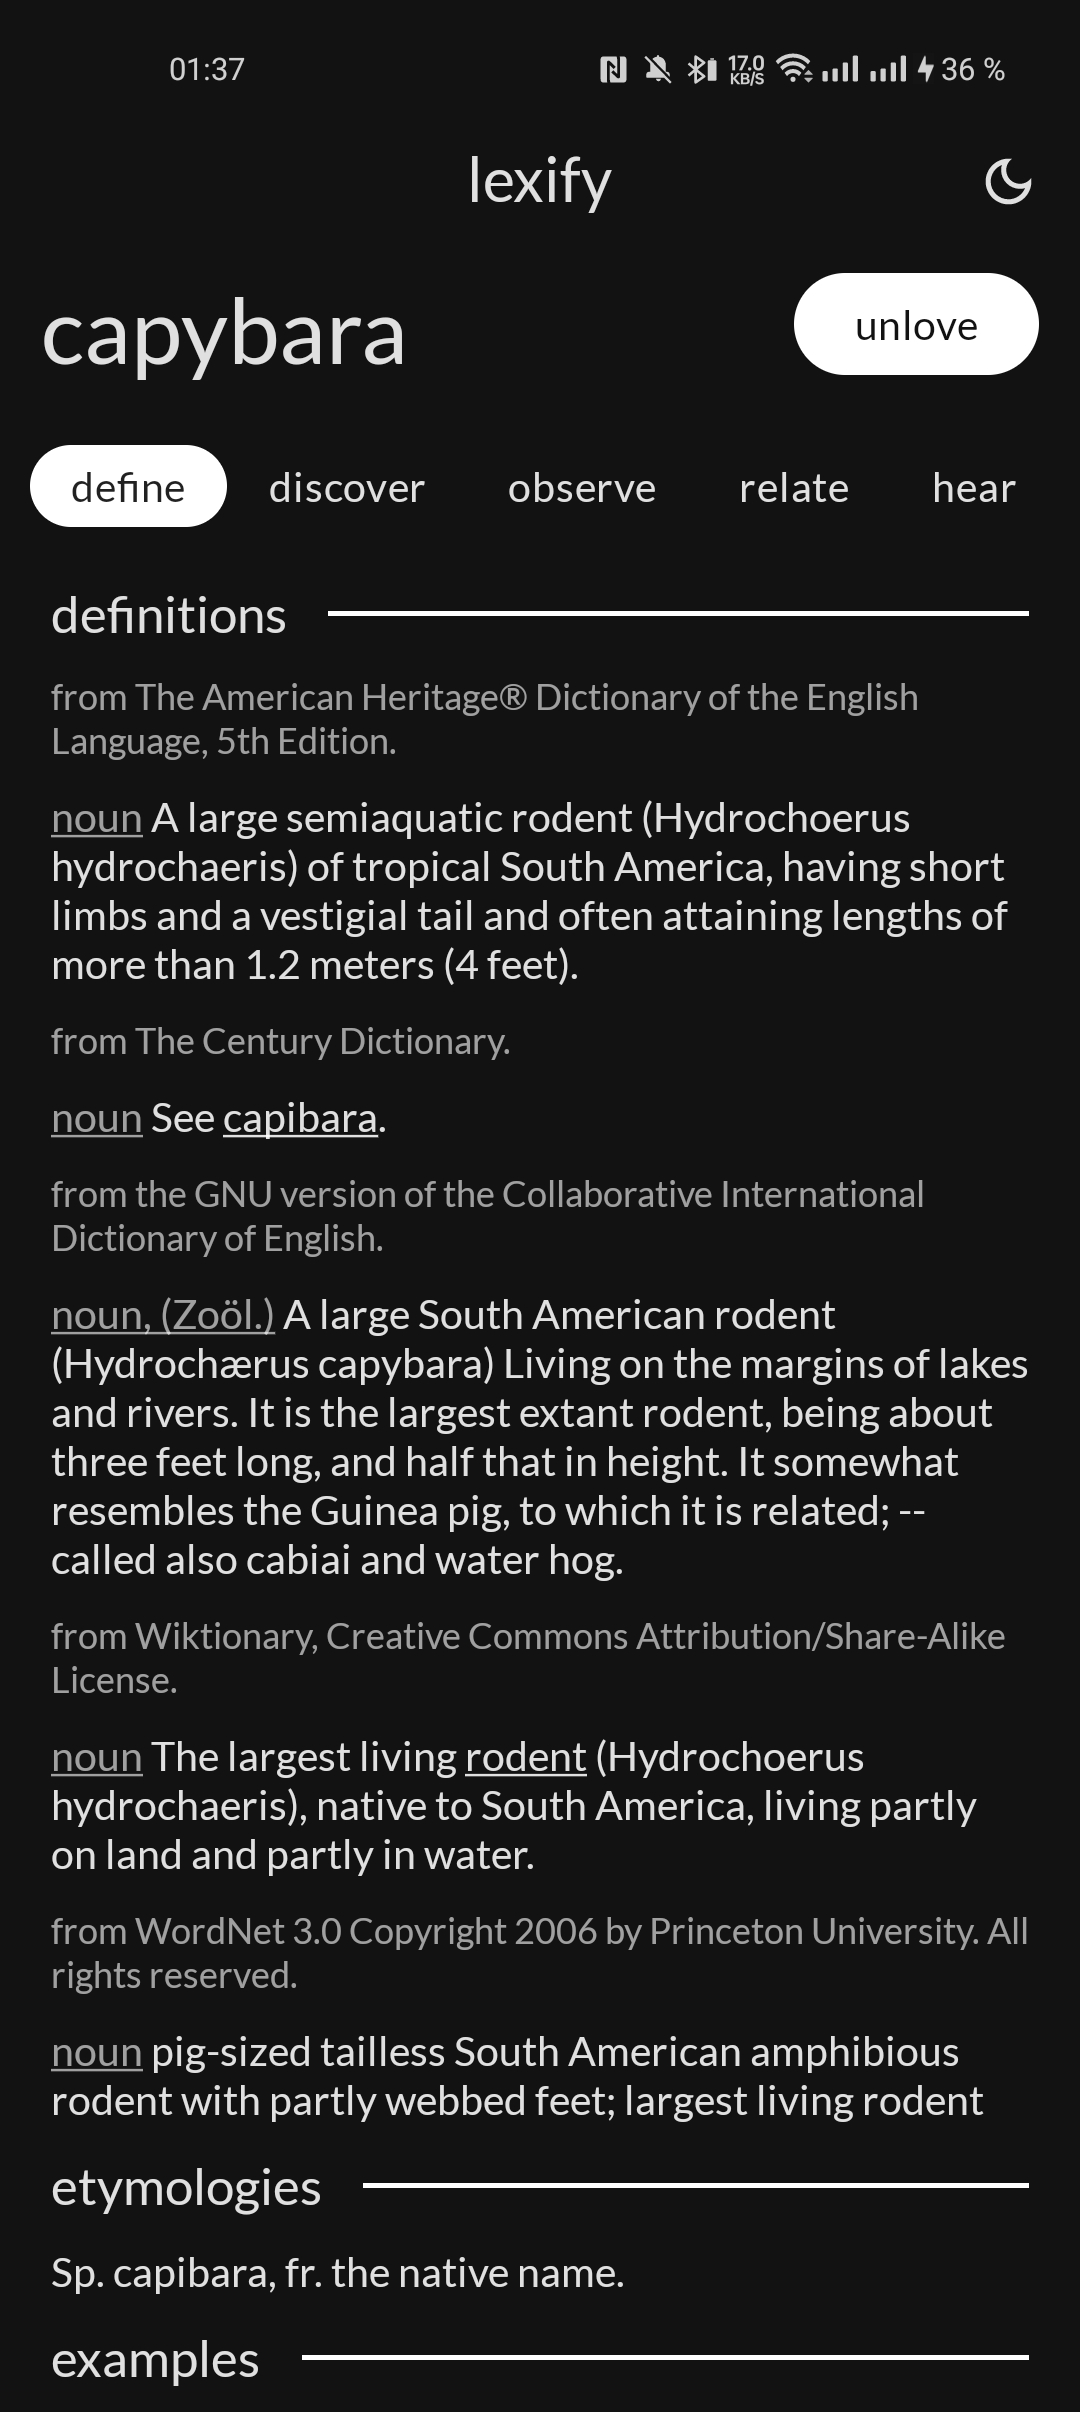 01:37
17.0
KB/S
36 %
lexify
capybara
unlove
define discover observe relate hear
definitions
from The American Heritage® Dictionary of the English
Language, 5th Edition.
noun A large semiaquatic rodent (Hydrochoerus
hydrochaeris) of tropical South America, having short
limbs and a vestigial tail and often attaining lengths of
more than 1.2 meters (4 feet).
from The Century Dictionary.
noun See capibara.
from the GNU version of the Collaborative International
Dictionary of English.
noun, (Zoöl.) A large South American rodent
(Hydrochærus capybara) Living on the margins of lakes
and rivers. It is the largest extant rodent, being about
three feet long, and half that in height. It somewhat
resembles the Guinea pig, to which it is related; --
called also cabiai and water hog.
from Wiktionary, Creative Commons Attribution/Share-Alike
License.
noun The largest living rodent (Hydrochoerus
hydrochaeris), native to South America, living partly
on land and partly in water.
from WordNet 3.0 Copyright 2006 by Princeton University. All
rights reserved.
noun pig-sized tailless South American amphibious
rodent with partly webbed feet; largest living rodent
etymologies
Sp. capibara, fr. the native name.
examples